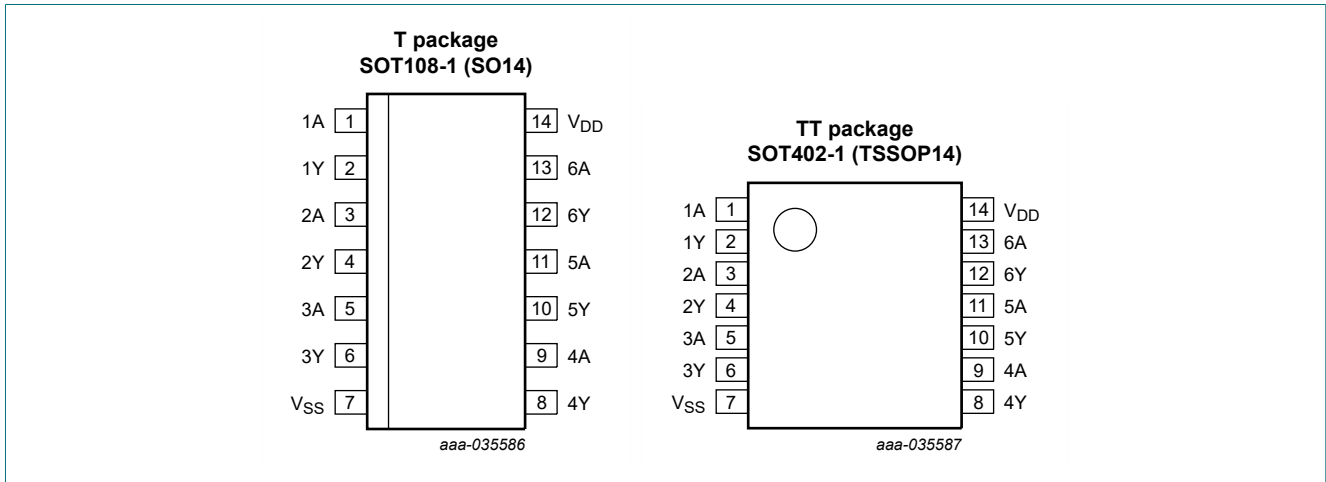 T package
SOT108-1 (SO14)
1A 1 14 VDD
1Y 2 13 6A
2A 3 12 6Y
2Y 4 11 5A
3A 5 10 5Y
3Y 6 9 4A
VSS 7 8 4Y
aaa-035586
TT package
SOT402-1 (TSSOP14)
1A 1 14 VDD
1Y 2 13 6A
2A 3 12 6Y
2Y 4 11 5A
3A 5 10 5Y
3Y 6 9 4A
VSS 7 8 4Y
aaa-035587